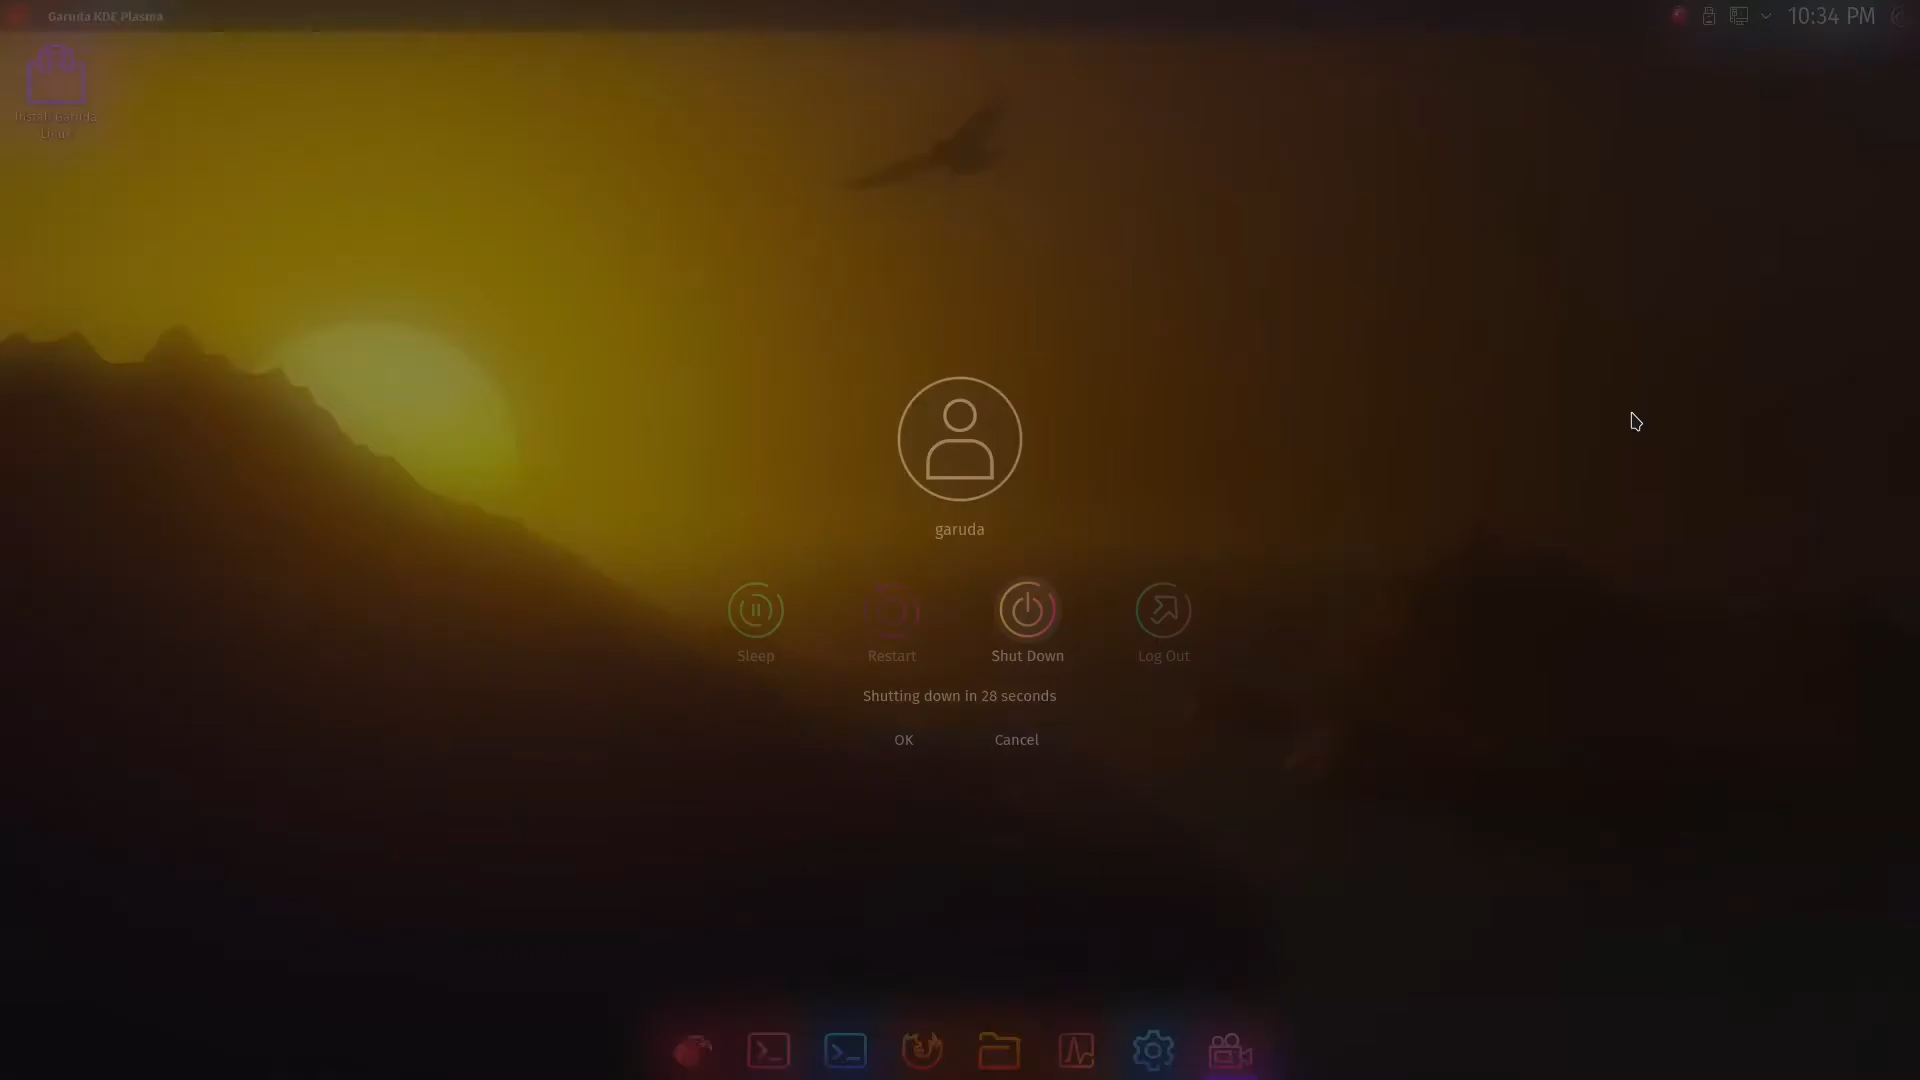 Garuda KDE Plasma
10:34 PM
Install Garuda
Linux
garuda
Sleep
Restart
Shut Down
Log Out
Shutting down in 28 seconds
OK
Cancel